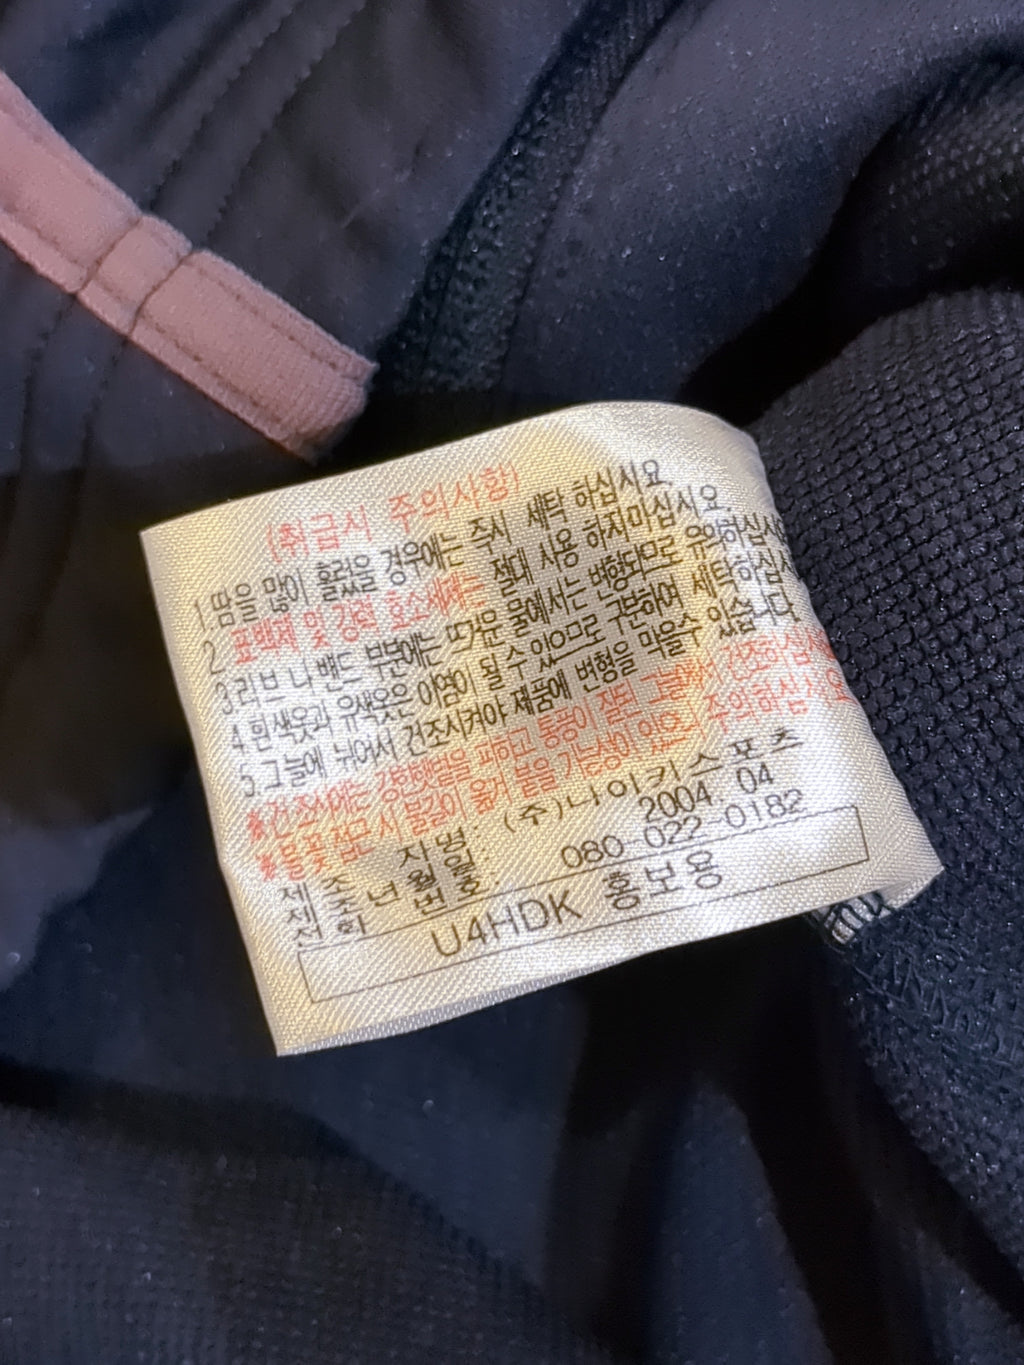 (취급시 주의사항)
1 땀을 많이 흘렸을 경우에는 즉시 세탁 하십시요
2 표백제 및 강력 효소세제는 절대 사용 하지마십시오
3 리브 니 밴드 부분에는 뜨거운 물에서는 변형되므로 유의하십시요
4 흰색옷과 유색옷은 이염이 될수있으므로 구분하여 세탁하십시
5 그늘에 뉘어서 건조시켜야 제품에 변형을 막을수 있습니다
※건조시에는 강한햇볕을 피하고 통풍이 잘된 그늘에서 건조하십시
※불꽃 접근시 불길이 옮겨 붙을 가능성이 있으니 주의하십시요
제 조 자 명: (주)나이키스포츠
제 조 년 월 일: 2004. 04
전 화 번 호: 080-022-0182
U4HDK 홍보용